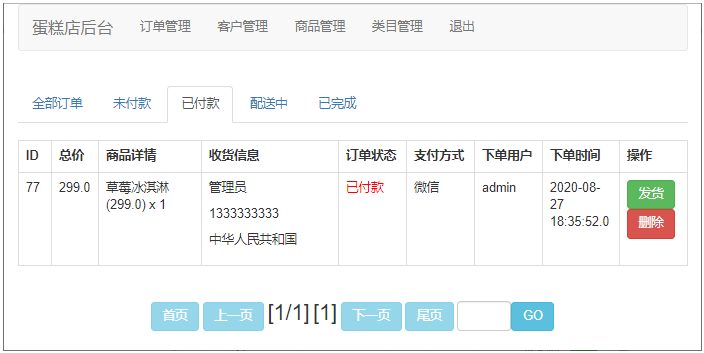 蛋糕店后台 订单管理 客户管理 商品管理 类目管理 退出
全部订单 未付款 已付款 配送中 已完成
ID 总价 商品详情 收货信息 订单状态 支付方式 下单用户 下单时间 操作
77 299.0 草莓冰淇淋 管理员 已付款 微信 admin 2020-08- 发货
(299.0) x 1 1333333333 27 删除
中华人民共和国 18:35:52.0
首页 上一页 [1/1] [1] 下一页 尾页 GO